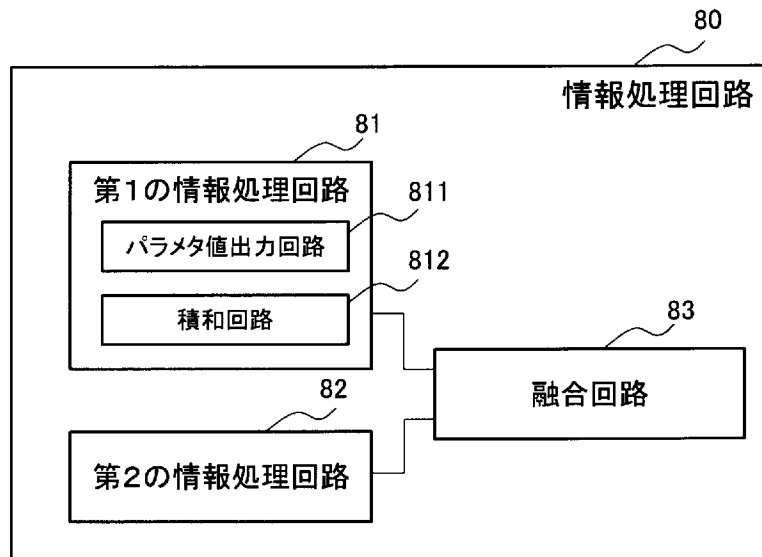 80
情報処理回路
81
第1の情報処理回路
811
パラメタ値出力回路
812
積和回路
83
融合回路
82
第2の情報処理回路